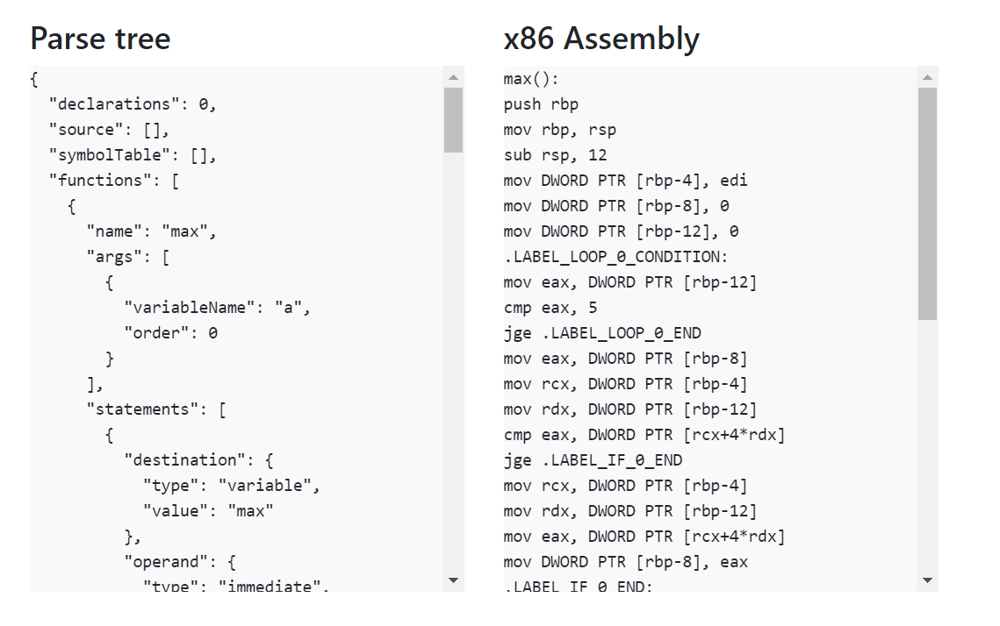 Parse tree
{
  "declarations": 0,
  "source": [],
  "symbolTable": [],
  "functions": [
    {
      "name": "max",
      "args": [
        {
          "variableName": "a",
          "order": 0
        }
      ],
      "statements": [
        {
          "destination": {
            "type": "variable",
            "value": "max"
          },
          "operand": {
            "type": "immediate",
x86 Assembly
max():
push rbp
mov rbp, rsp
sub rsp, 12
mov DWORD PTR [rbp-4], edi
mov DWORD PTR [rbp-8], 0
mov DWORD PTR [rbp-12], 0
.LABEL_LOOP_0_CONDITION:
mov eax, DWORD PTR [rbp-12]
cmp eax, 5
jge .LABEL_LOOP_0_END
mov eax, DWORD PTR [rbp-8]
mov rcx, DWORD PTR [rbp-4]
mov rdx, DWORD PTR [rbp-12]
cmp eax, DWORD PTR [rcx+4*rdx]
jge .LABEL_IF_0_END
mov rcx, DWORD PTR [rbp-4]
mov rdx, DWORD PTR [rbp-12]
mov eax, DWORD PTR [rcx+4*rdx]
mov DWORD PTR [rbp-8], eax
.LABEL_IF_0_END: